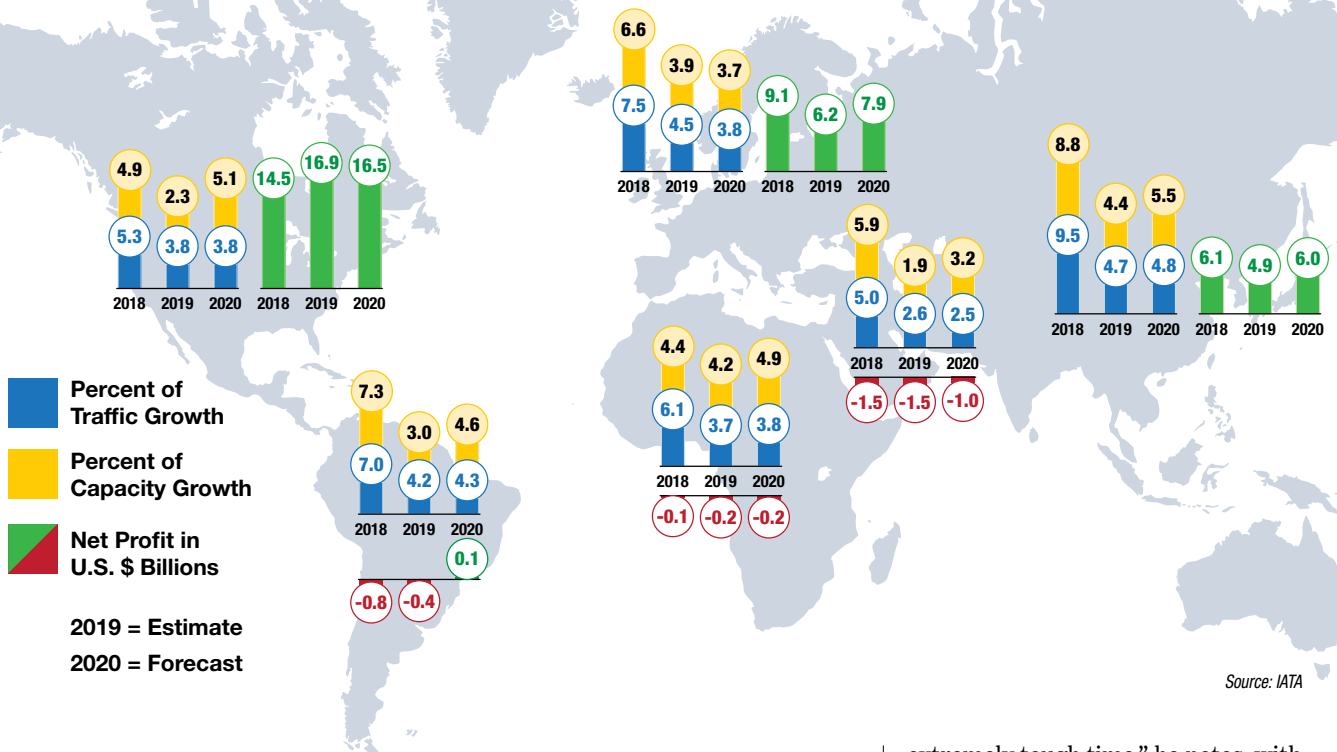 6.6
3.9
3.7
7.5
4.5
3.8
9.1
6.2
7.9
2018 2019 2020 2018 2019 2020
4.9
2.3
5.1
5.3
3.8
3.8
14.5
16.9
16.5
2018 2019 2020 2018 2019 2020
8.8
4.4
5.5
9.5
4.7
4.8
6.1
4.9
6.0
2018 2019 2020 2018 2019 2020
5.9
1.9
3.2
5.0
2.6
2.5
2018 2019 2020
-1.5 -1.5 -1.0
4.4
4.2
4.9
6.1
3.7
3.8
2018 2019 2020
-0.1 -0.2 -0.2
7.3
3.0
4.6
7.0
4.2
4.3
2018 2019 2020
0.1
-0.8 -0.4
Percent of
Traffic Growth
Percent of
Capacity Growth
Net Profit in
U.S. $ Billions
2019 = Estimate
2020 = Forecast
Source: IATA
extremely tough time," he notes, with